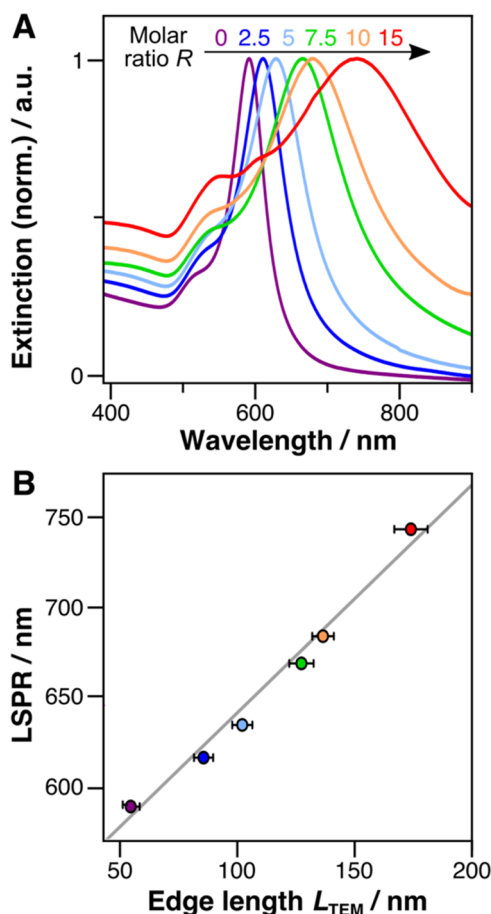 A
Molar
ratio R
0 2.5 5 7.5 10 15
Extinction (norm.) / a.u.
1
0
400 600 800
Wavelength / nm
B
LSPR / nm
750
700
650
600
50 100 150 200
Edge length LTEM / nm